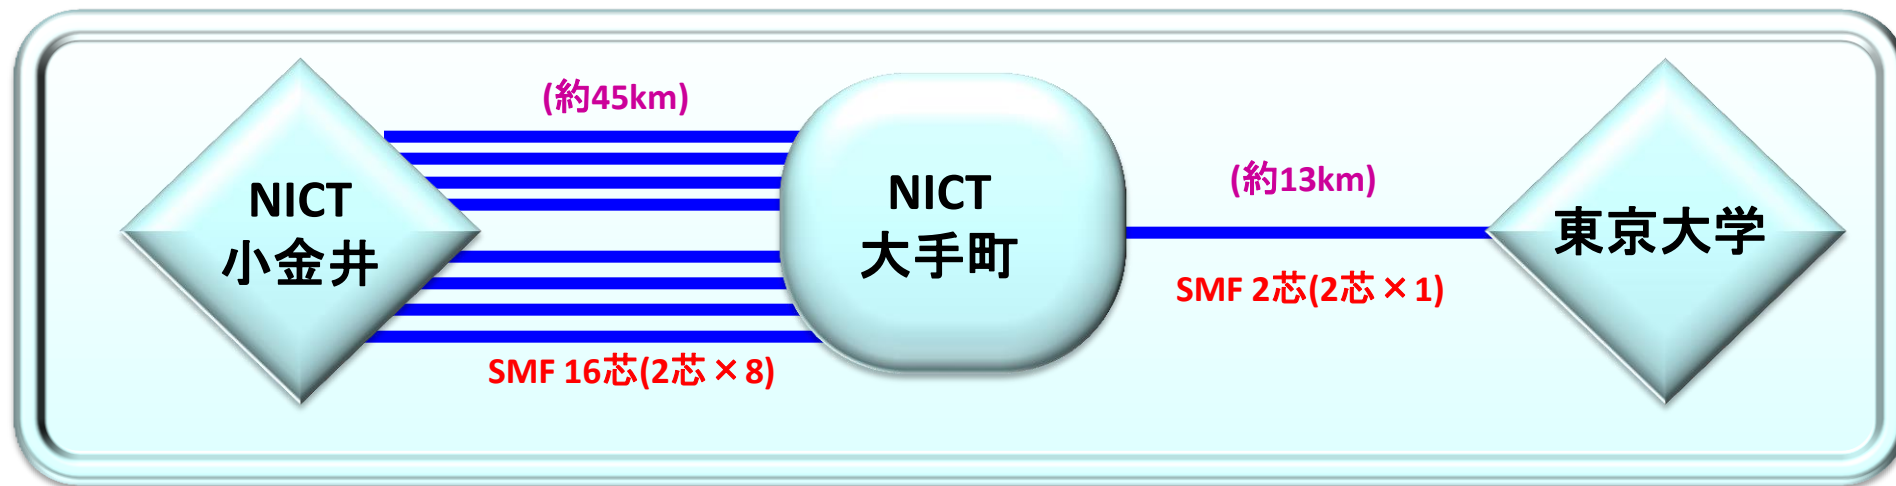 NICT
小金井
(約45km)
SMF 16芯(2芯×8)
NICT
大手町
(約13km)
SMF 2芯(2芯×1)
東京大学